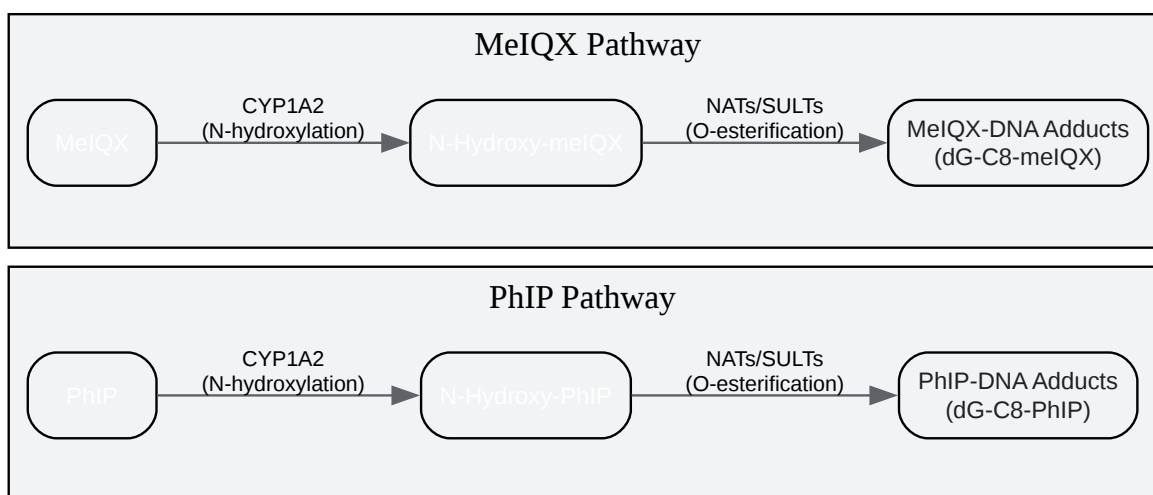 MeIQX Pathway
CYP1A2
(N-hydroxylation)
NATs/SULTs
(O-esterification)
MeIQX
N-Hydroxy-meIQX
MeIQX-DNA Adducts
(dG-C8-meIQX)
PhIP Pathway
CYP1A2
(N-hydroxylation)
NATs/SULTs
(O-esterification)
PhIP
N-Hydroxy-PhIP
PhIP-DNA Adducts
(dG-C8-PhIP)